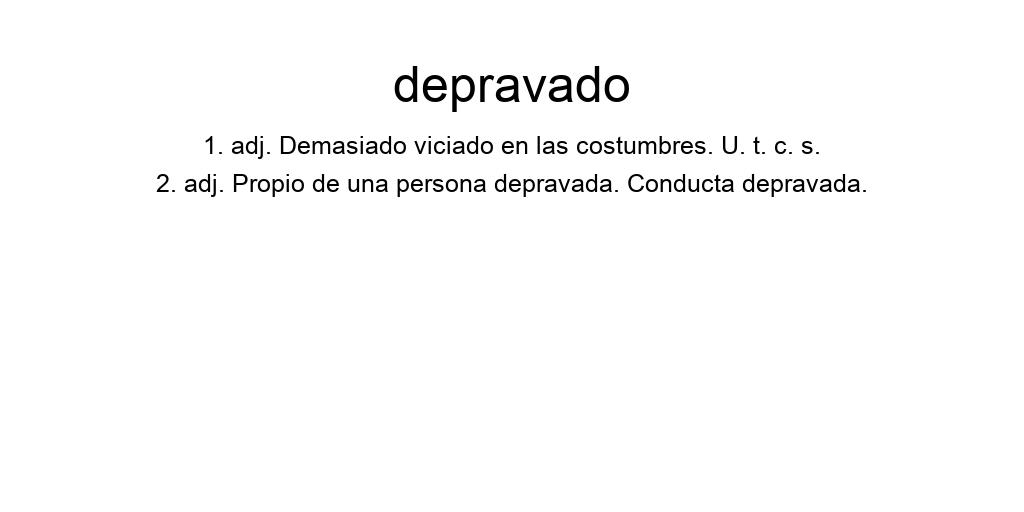 depravado
1. adj. Demasiado viciado en las costumbres. U. t. c. s.
2. adj. Propio de una persona depravada. Conducta depravada.